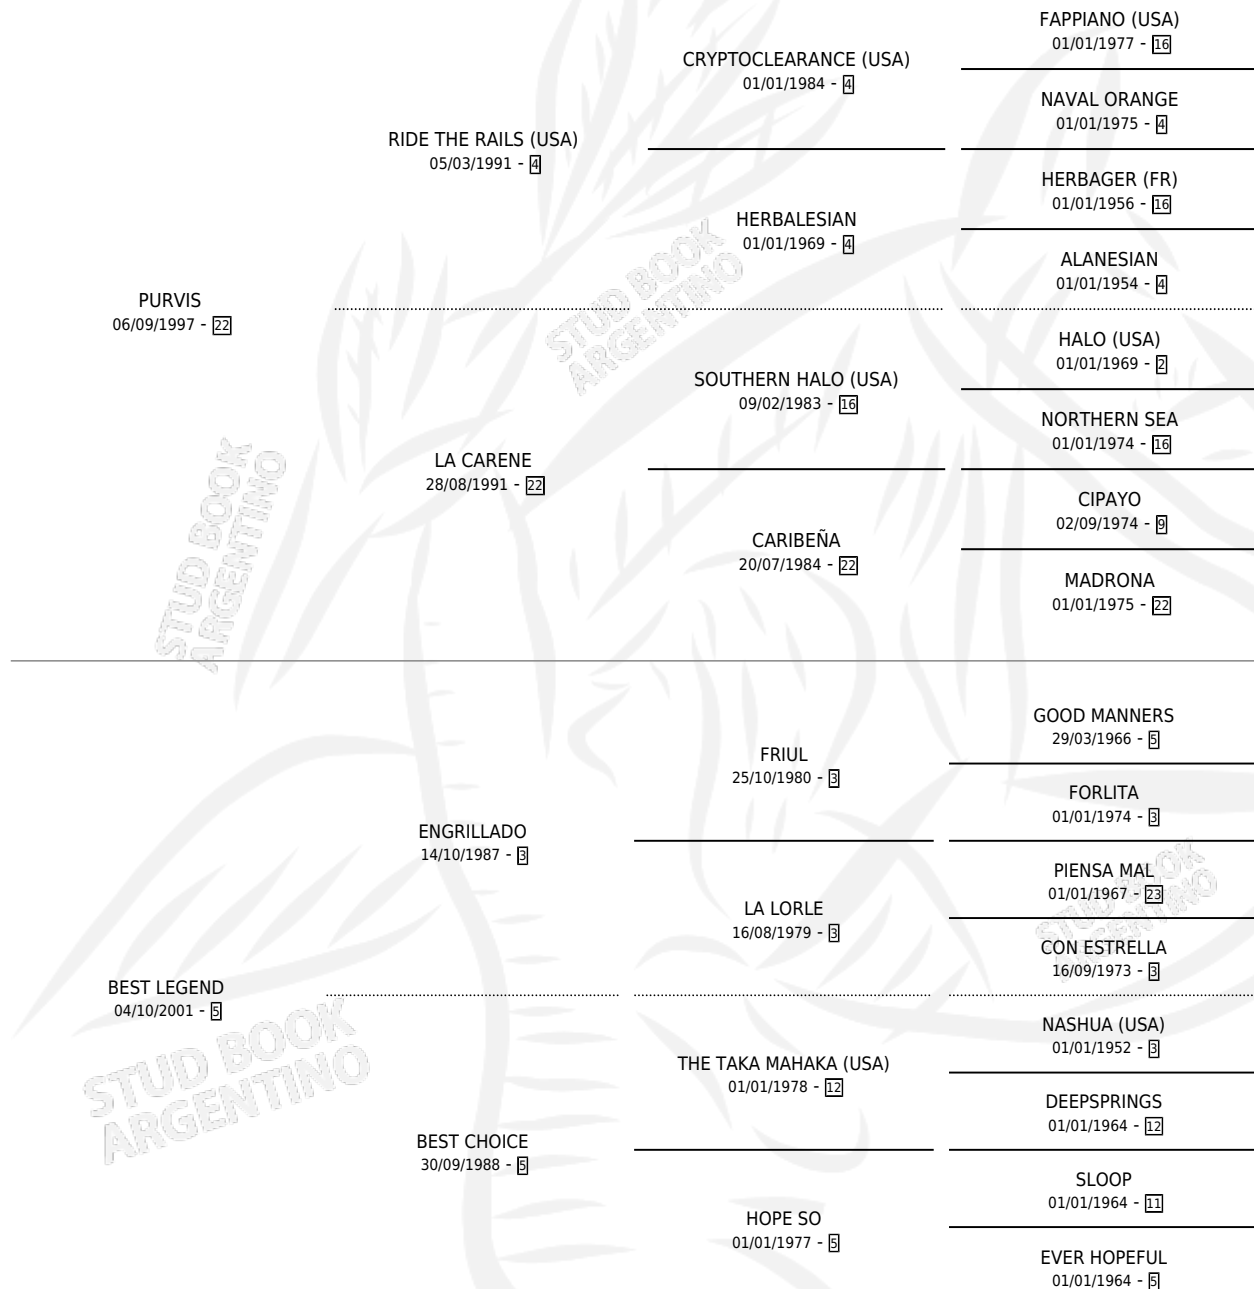 FAPPIANO (USA)
01/01/1977 - 16
CRYPTOCLEARANCE (USA)
01/01/1984 - 4
NAVAL ORANGE
01/01/1975 - 4
RIDE THE RAILS (USA)
05/03/1991 - 4
HERBAGER (FR)
01/01/1956 - 16
HERBALESIAN
01/01/1969 - 4
ALANESIAN
01/01/1954 - 4
PURVIS
06/09/1997 - 22
HALO (USA)
01/01/1969 - 2
SOUTHERN HALO (USA)
09/02/1983 - 16
NORTHERN SEA
01/01/1974 - 16
LA CARENE
28/08/1991 - 22
CIPAYO
02/09/1974 - 9
CARIBEÑA
20/07/1984 - 22
MADRONA
01/01/1975 - 22
GOOD MANNERS
29/03/1966 - 5
FRIUL
25/10/1980 - 3
FORLITA
01/01/1974 - 3
ENGRILLADO
14/10/1987 - 3
PIENSA MAL
01/01/1967 - 23
LA LORLE
16/08/1979 - 3
CON ESTRELLA
16/09/1973 - 3
BEST LEGEND
04/10/2001 - 5
NASHUA (USA)
01/01/1952 - 3
THE TAKA MAHAKA (USA)
01/01/1978 - 12
DEEPSPRINGS
01/01/1964 - 12
BEST CHOICE
30/09/1988 - 5
SLOOP
01/01/1964 - 11
HOPE SO
01/01/1977 - 5
EVER HOPEFUL
01/01/1964 - 5
STUD BOOK
ARGENTINO
STUD BOOK
ARGENTINO
STUD BOOK
ARGENTINO
STUD BOOK
ARGENTINO